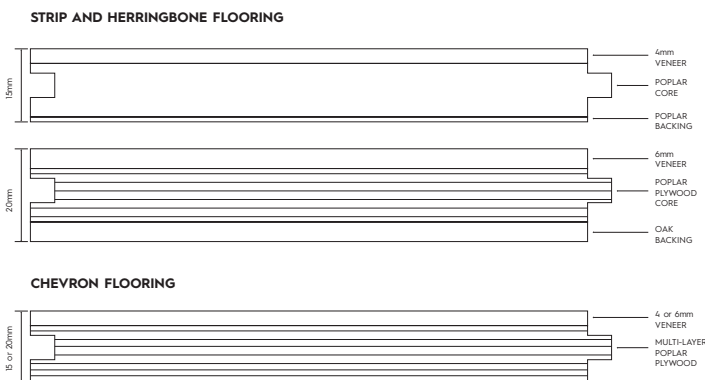 STRIP AND HERRINGBONE FLOORING
15mm
4mm
VENEER
POPLAR
CORE
POPLAR
BACKING
20mm
6mm
VENEER
POPLAR
PLYWOOD
CORE
OAK
BACKING
CHEVRON FLOORING
15 or 20mm
4 or 6mm
VENEER
MULTI-LAYER
POPLAR
PLYWOOD